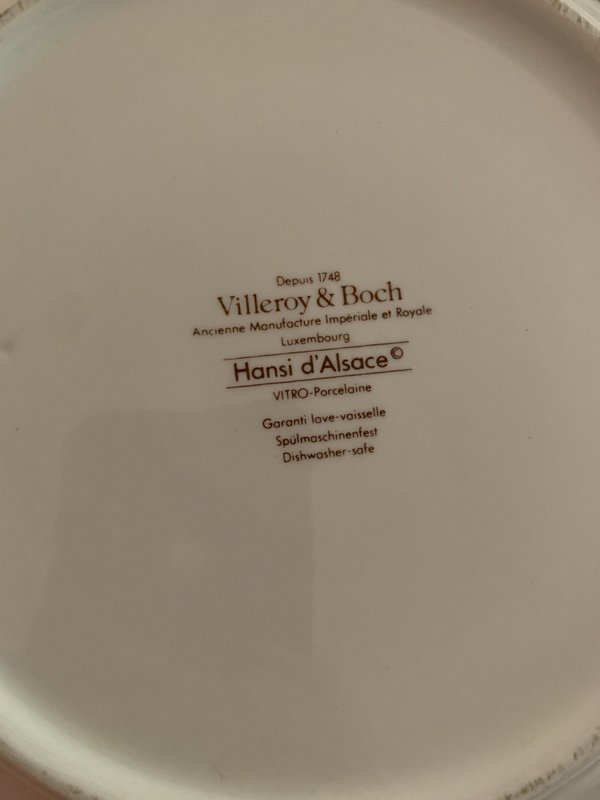 Depuis 1748
Villeroy & Boch
Ancienne Manufacture Impériale et Royale
Luxembourg
Hansi d'Alsace©
VITRO-Porcelaine
Garanti lave-vaisselle
Spülmaschinenfest
Dishwasher-safe